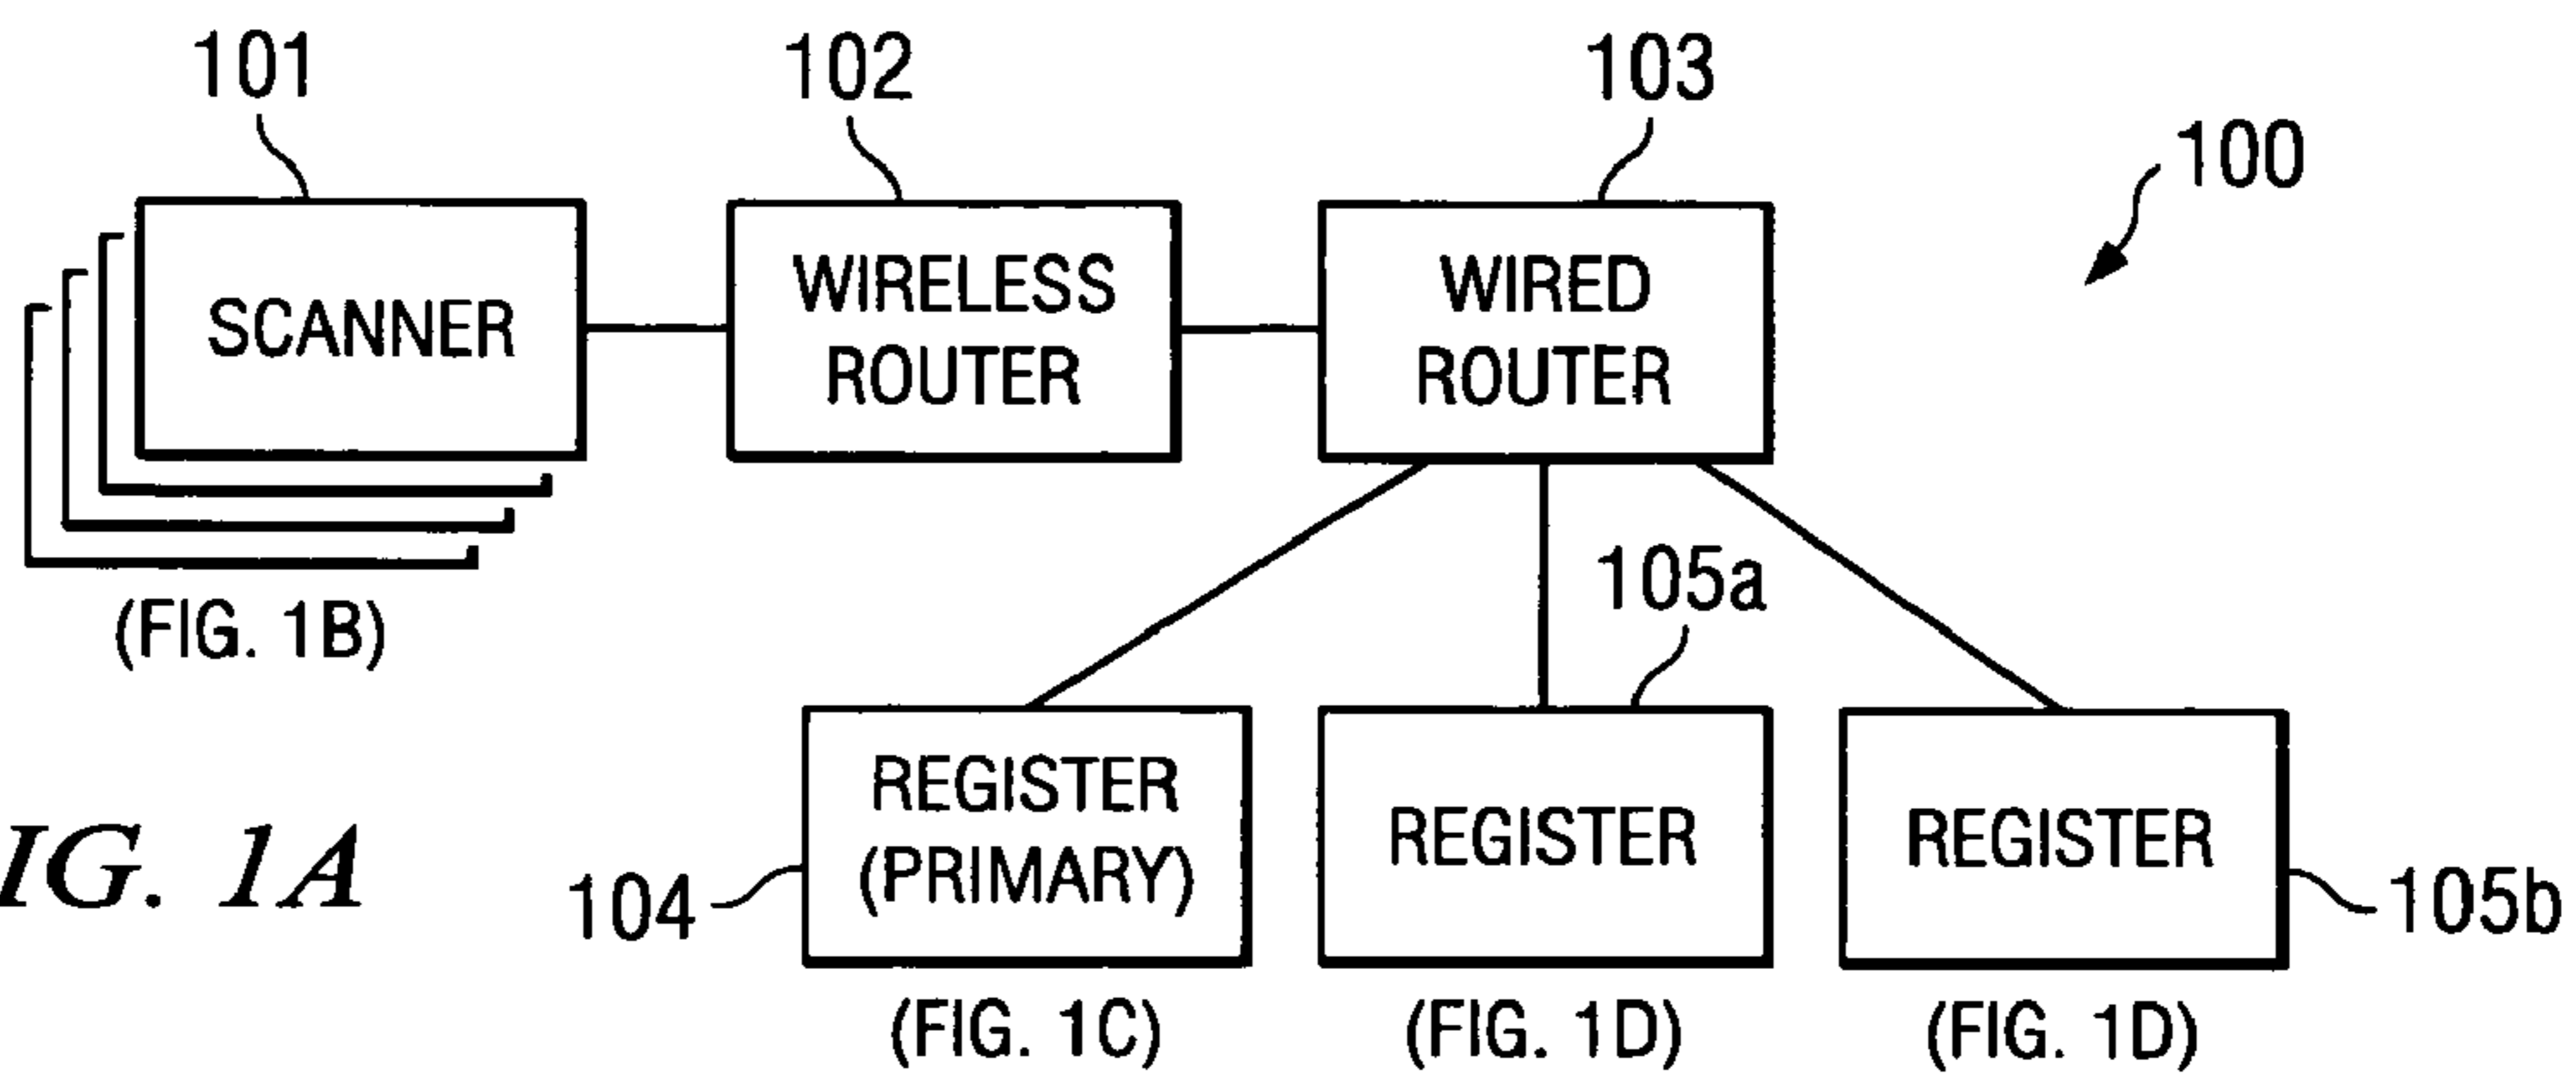 101
102
103
100
SCANNER
WIRELESS
ROUTER
WIRED
ROUTER
(FIG. 1B)
105a
REGISTER
(PRIMARY)
REGISTER
REGISTER
104
105b
IG. 1A
(FIG. 1C)
(FIG. 1D)
(FIG. 1D)